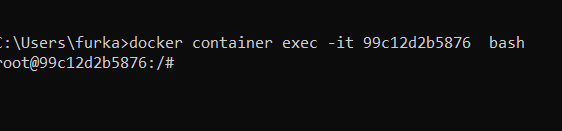 C:\Users\furka>docker container exec -it 99c12d2b5876  bash
root@99c12d2b5876:/#